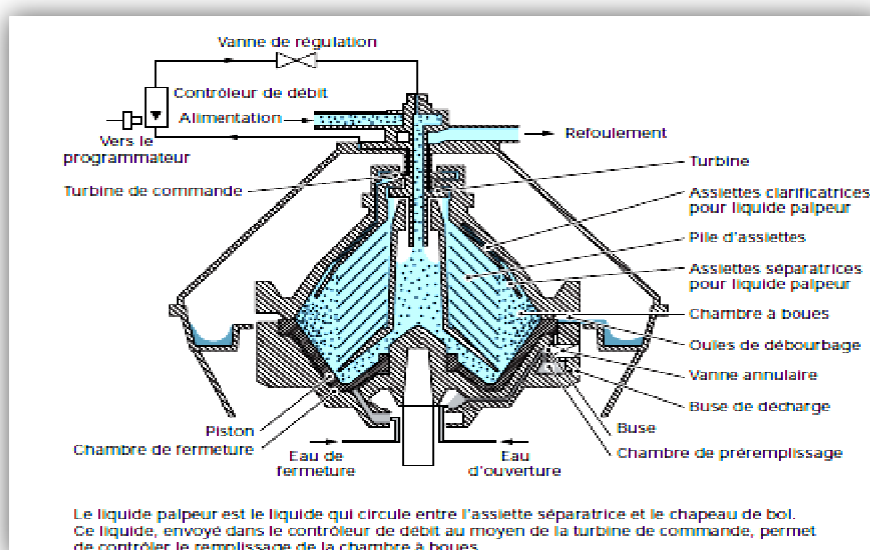 Vanne de régulation
Contrôleur de débit
Alimentation
Vers le
programmateur
Refoulement
Turbine de commande
Turbine
Assiettes clarificatrices
pour liquide palpeur
Pile d'assiettes
Assiettes séparatrices
pour liquide palpeur
Chambre à boues
Ouïes de débourbage
Vanne annulaire
Buse de décharge
Buse
Chambre de préremplissage
Piston
Chambre de fermeture
Eau de
fermeture
Eau
d'ouverture
Le liquide palpeur est le liquide qui circule entre l'assiette séparatrice et le chapeau de bol.
Ce liquide, envoyé dans le contrôleur de débit au moyen de la turbine de commande, permet
de contrôler le remplissage de la chambre à boues